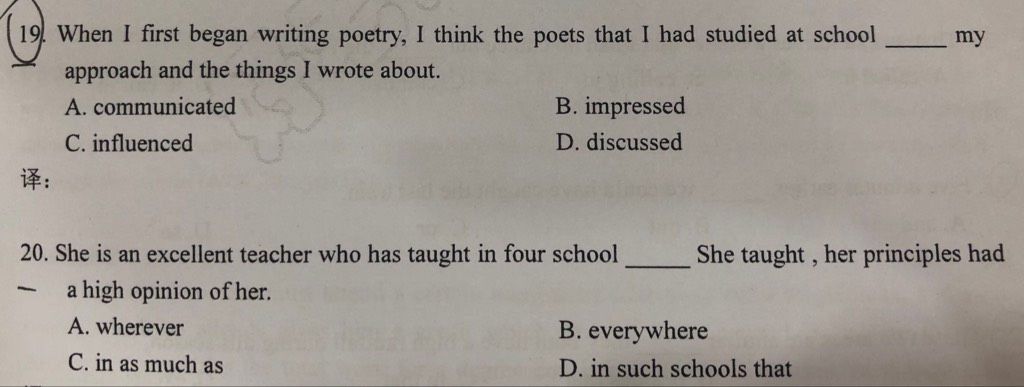 19. When I first began writing poetry, I think the poets that I had studied at school _____ my
approach and the things I wrote about.
A. communicated B. impressed
C. influenced D. discussed
译：
20. She is an excellent teacher who has taught in four school _____ She taught , her principles had
a high opinion of her.
A. wherever B. everywhere
C. in as much as D. in such schools that